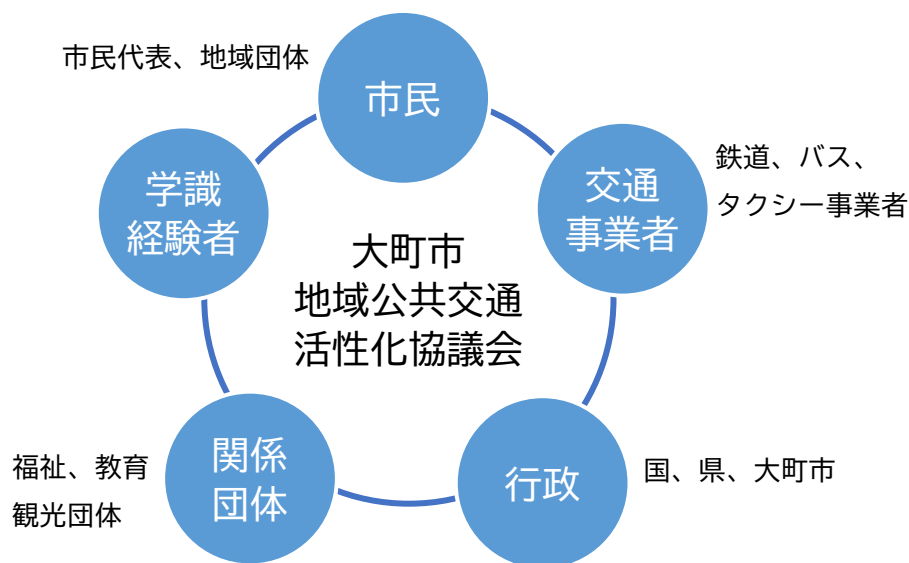 市民代表、地域団体
市民
学識
経験者
交通
事業者
鉄道、バス、
タクシー事業者
大町市
地域公共交通
活性化協議会
関係
団体
福祉、教育
観光団体
行政
国、県、大町市